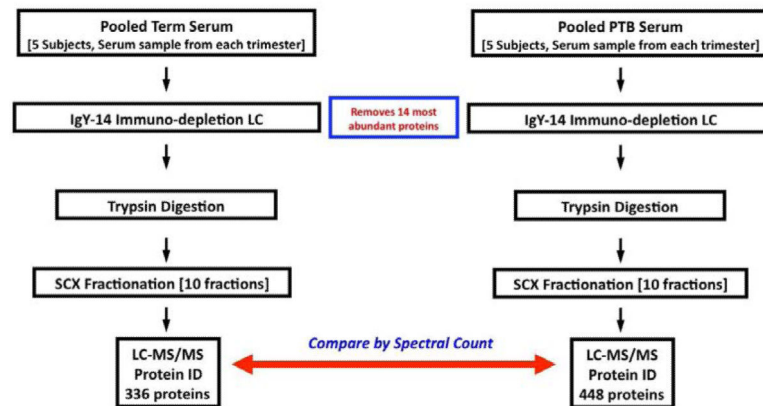 Pooled Term Serum
[5 Subjects, Serum sample from each trimester]
IgY-14 Immuno-depletion LC
Trypsin Digestion
SCX Fractionation [10 fractions]
LC-MS/MS
Protein ID
336 proteins
Removes 14 most
abundant proteins
Compare by Spectral Count
Pooled PTB Serum
[5 Subjects, Serum sample from each trimester]
IgY-14 Immuno-depletion LC
Trypsin Digestion
SCX Fractionation [10 fractions]
LC-MS/MS
Protein ID
448 proteins